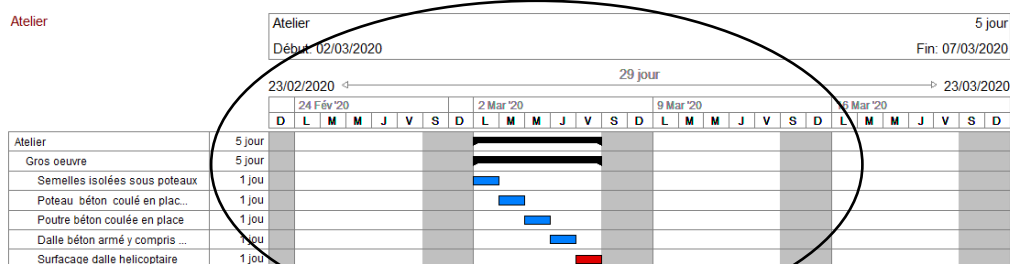 Atelier
Atelier 5 jour
Début: 02/03/2020 Fin: 07/03/2020
29 jour
23/02/2020 23/03/2020
24 Fév '20 2 Mar '20 9 Mar '20 16 Mar '20
D L M M J V S D L M M J V S D L M M J V S D L M M J V S D
Atelier 5 jour
Gros oeuvre 5 jour
Semelles isolées sous poteaux 1 jou
Poteau béton coulé en plac... 1 jou
Poutre béton coulée en place 1 jou
Dalle béton armé y compris ... 1 jou
Surfaçage dalle helicoptaire 1 jou